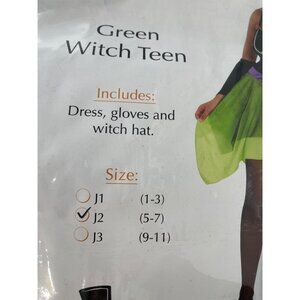 Green
Witch Teen
Includes:
Dress, gloves and
witch hat.
Size:
J1 (1-3)
J2 (5-7)
J3 (9-11)